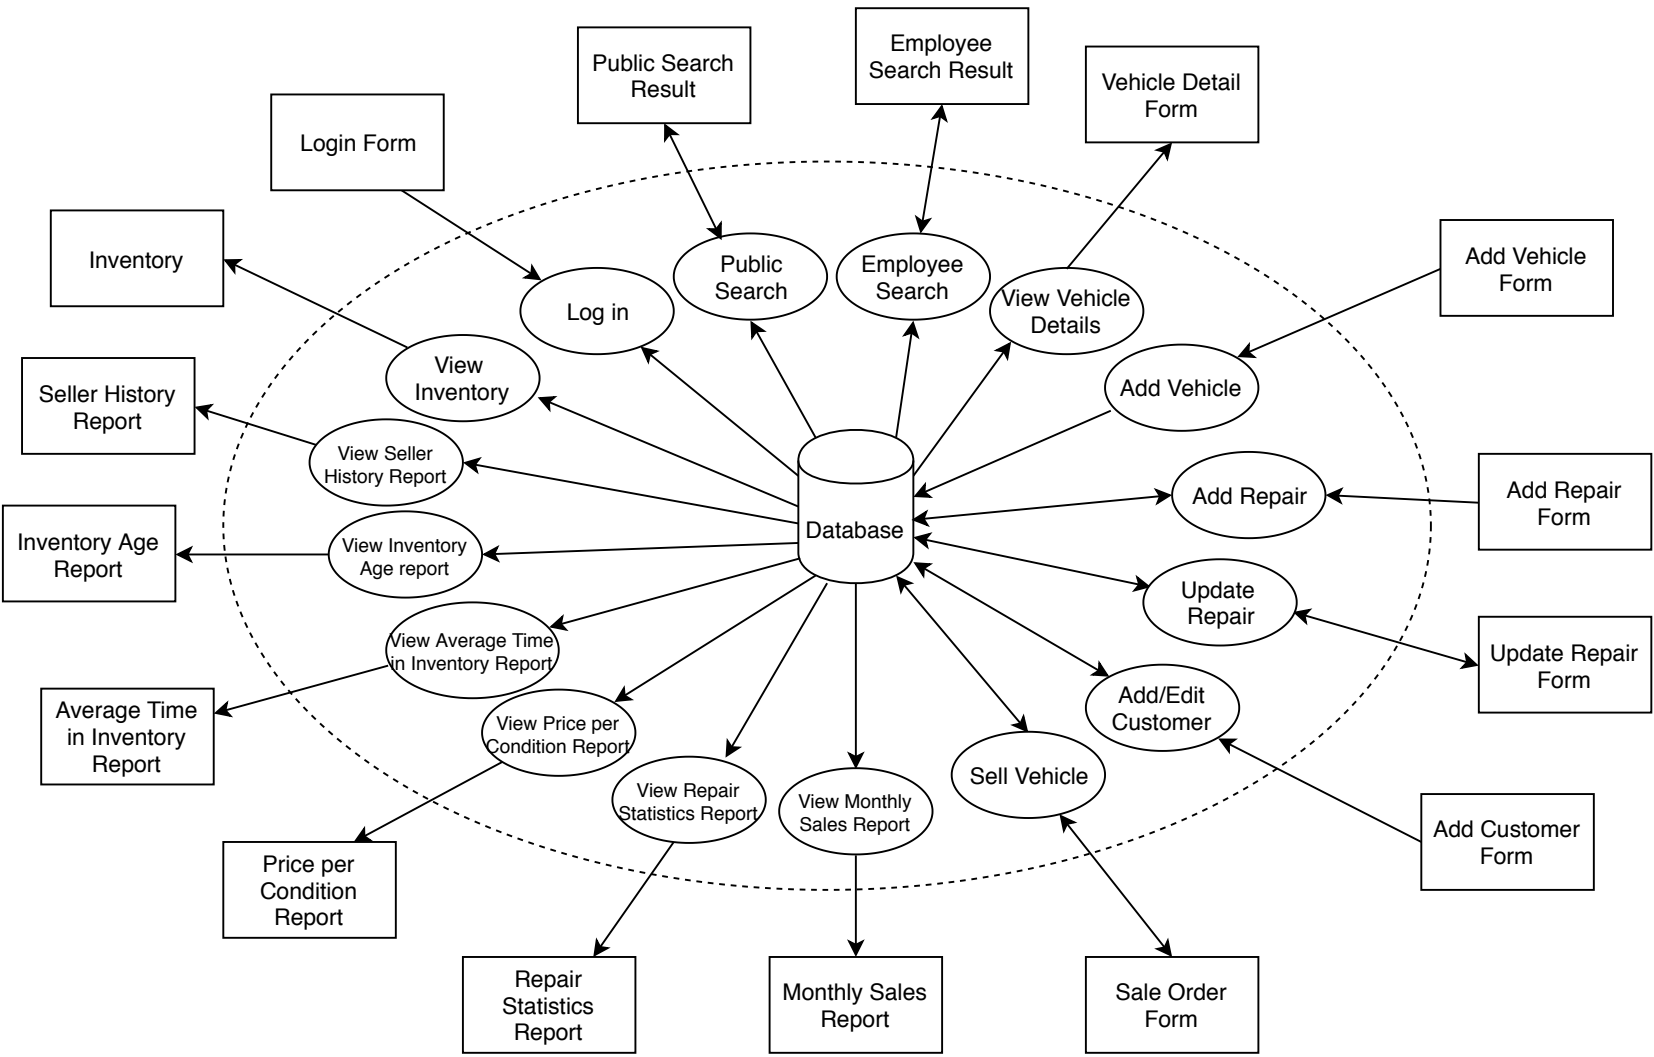 Employee
Search Result
Public Search
Result
Vehicle Detail
Form
Login Form
Inventory
Add Vehicle
Form
Public
Search
Employee
Search
View Vehicle
Details
Log in
View
Inventory
Add Vehicle
Seller History
Report
View Seller
History Report
Add Repair
Add Repair
Form
Database
Inventory Age
Report
View Inventory
Age report
Update
Repair
Update Repair
Form
View Average Time
in Inventory Report
Average Time
in Inventory
Report
Add/Edit
Customer
View Price per
Condition Report
Sell Vehicle
View Repair
Statistics Report
View Monthly
Sales Report
Add Customer
Form
Price per
Condition
Report
Repair
Statistics
Report
Monthly Sales
Report
Sale Order
Form